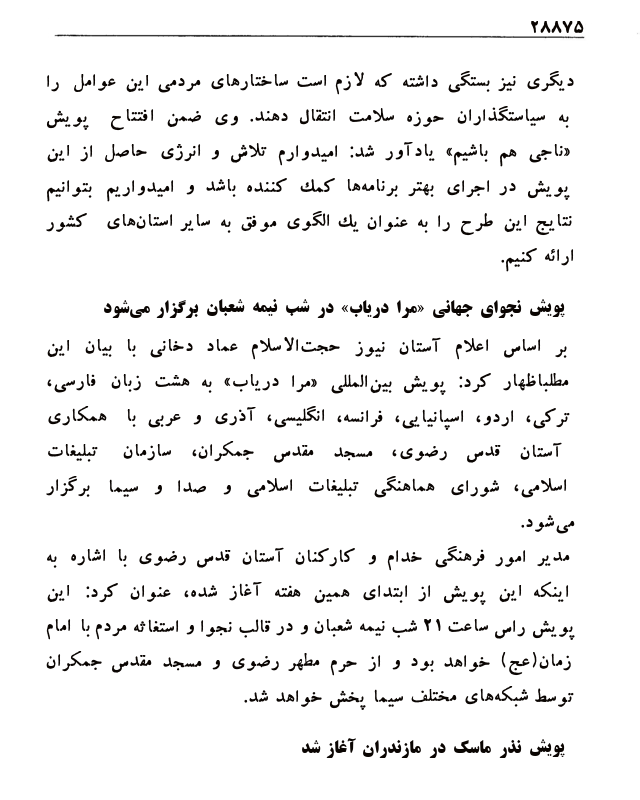 ۲۸۸۷۵
دیگری نیز بستگی داشته که لازم است ساختارهای مردمی این عوامل را
به سیاستگذاران حوزه سلامت انتقال دهند. وی ضمن افتتاح پویش
«ناجی هم باشیم» یادآور شد: امیدوارم تلاش و انرژی حاصل از این
پویش در اجرای بهتر برنامه‌ها کمک کننده باشد و امیدواریم بتوانیم
نتایج این طرح را به عنوان یک الگوی موفق به سایر استان‌های کشور
ارائه کنیم.
پویش نجوای جهانی «مرا دریاب» در شب نیمه شعبان برگزار می‌شود
بر اساس اعلام آستان نیوز حجت‌الاسلام عماد دخانی با بیان این
مطلباظهار کرد: پویش بین‌المللی «مرا دریاب» به هشت زبان فارسی،
ترکی، اردو، اسپانیایی، فرانسه، انگلیسی، آذری و عربی با همکاری
آستان قدس رضوی، مسجد مقدس جمکران، سازمان تبلیغات
اسلامی، شورای هماهنگی تبلیغات اسلامی و صدا و سیما برگزار
می‌شود.
مدیر امور فرهنگی خدام و کارکنان آستان قدس رضوی با اشاره به
اینکه این پویش از ابتدای همین هفته آغاز شده، عنوان کرد: این
پویش راس ساعت ۲۱ شب نیمه شعبان و در قالب نجوا و استغاثه مردم با امام
زمان(عج) خواهد بود و از حرم مطهر رضوی و مسجد مقدس جمکران
توسط شبکه‌های مختلف سیما پخش خواهد شد.
پویش نذر ماسک در مازندران آغاز شد